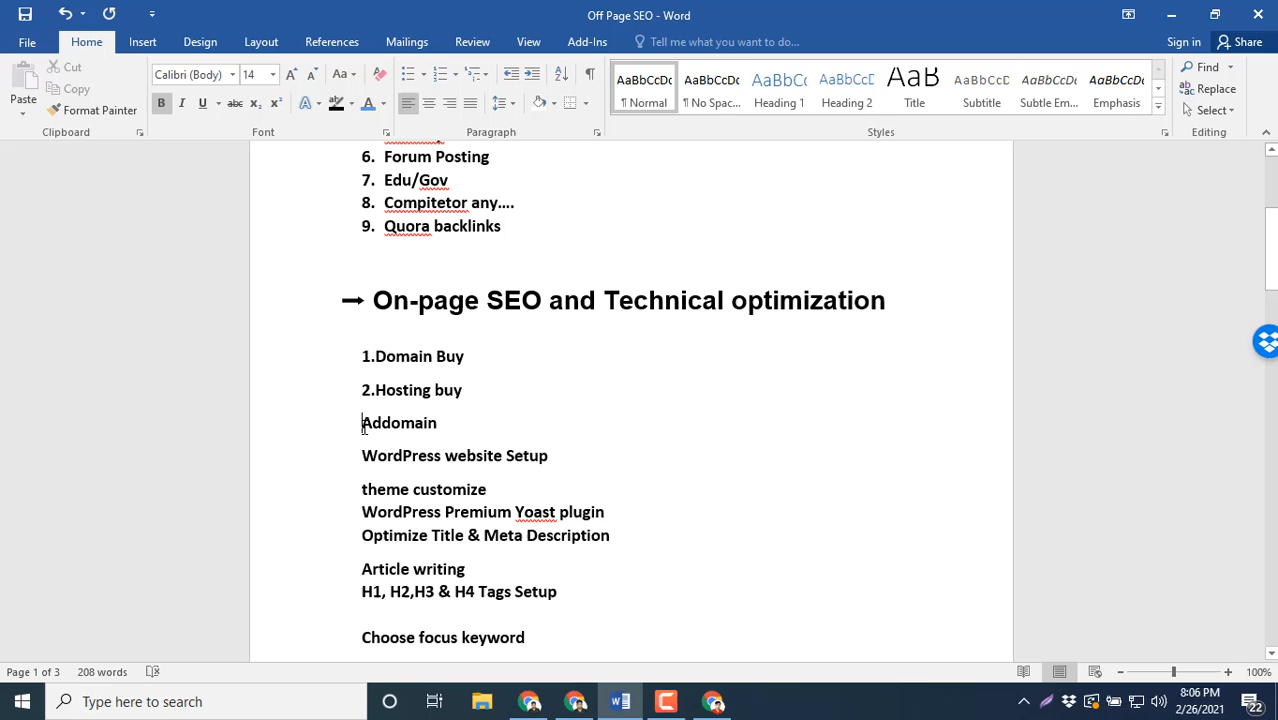 Off Page SEO - Word
File Home Insert Design Layout References Mailings Review View Add-Ins Tell me what you want to do... Sign in Share
Paste
Cut
Copy
Format Painter
Clipboard
Calibri (Body) 14
Font
Paragraph
AaBbCcDc ¶ Normal
AaBbCcDc ¶ No Spac...
AaBbCcDc Heading 1
AaBbCcD Heading 2
AaB Title
AaBbCcD Subtitle
AaBbCcDc Subtle Em...
AaBbCcDc Emphasis
Styles
Find
Replace
Select
Editing
6. Forum Posting
7. Edu/Gov
8. Compitetor any....
9. Quora backlinks
On-page SEO and Technical optimization
1.Domain Buy
2.Hosting buy
Addomain
WordPress website Setup
theme customize
WordPress Premium Yoast plugin
Optimize Title & Meta Description
Article writing
H1, H2,H3 & H4 Tags Setup
Choose focus keyword
Page 1 of 3 208 words 100%
Type here to search
8:06 PM
2/26/2021
22